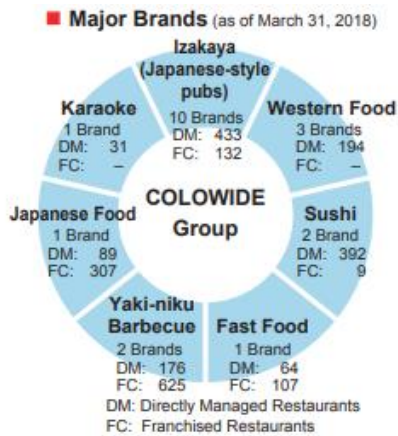 Major Brands (as of March 31, 2018)
Izakaya
(Japanese-style
pubs)
10 Brands
DM: 433
FC: 132
Western Food
3 Brands
DM: 194
FC: –
Sushi
2 Brand
DM: 392
FC: 9
Fast Food
1 Brand
DM: 64
FC: 107
Yaki-niku
Barbecue
2 Brands
DM: 176
FC: 625
Japanese Food
1 Brand
DM: 89
FC: 307
Karaoke
1 Brand
DM: 31
FC: –
COLOWIDE
Group
DM: Directly Managed Restaurants
FC: Franchised Restaurants